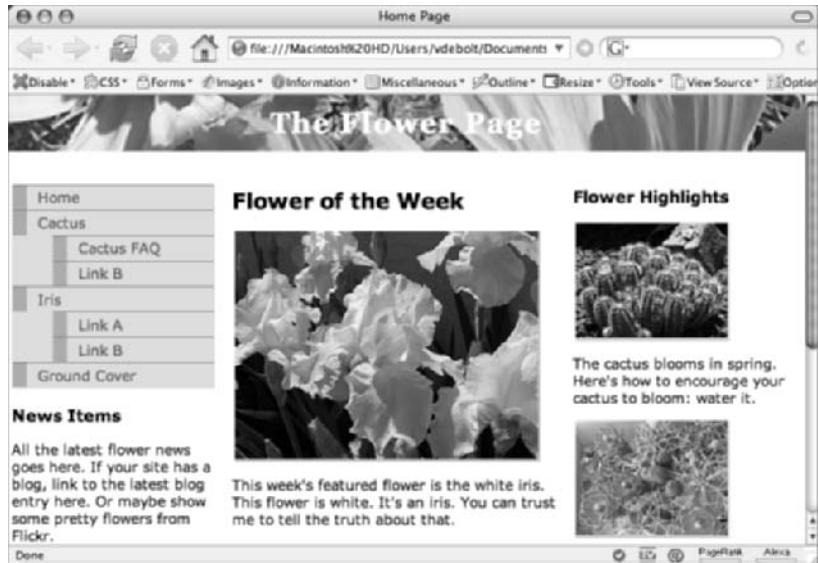 Home Page
file:///Macintosh%20HD/Users/vdebolt/Documents
G
Disable CSS Forms Images Information Miscellaneous Outline Resize Tools View Source Option
The Flower Page
Home
Cactus
Cactus FAQ
Link B
Iris
Link A
Link B
Ground Cover
News Items
All the latest flower news
goes here. If your site has a
blog, link to the latest blog
entry here. Or maybe show
some pretty flowers from
Flickr.
Flower of the Week
This week's featured flower is the white iris.
This flower is white. It's an iris. You can trust
me to tell the truth about that.
Flower Highlights
The cactus blooms in spring.
Here's how to encourage your
cactus to bloom: water it.
Done
PageRank Alexa